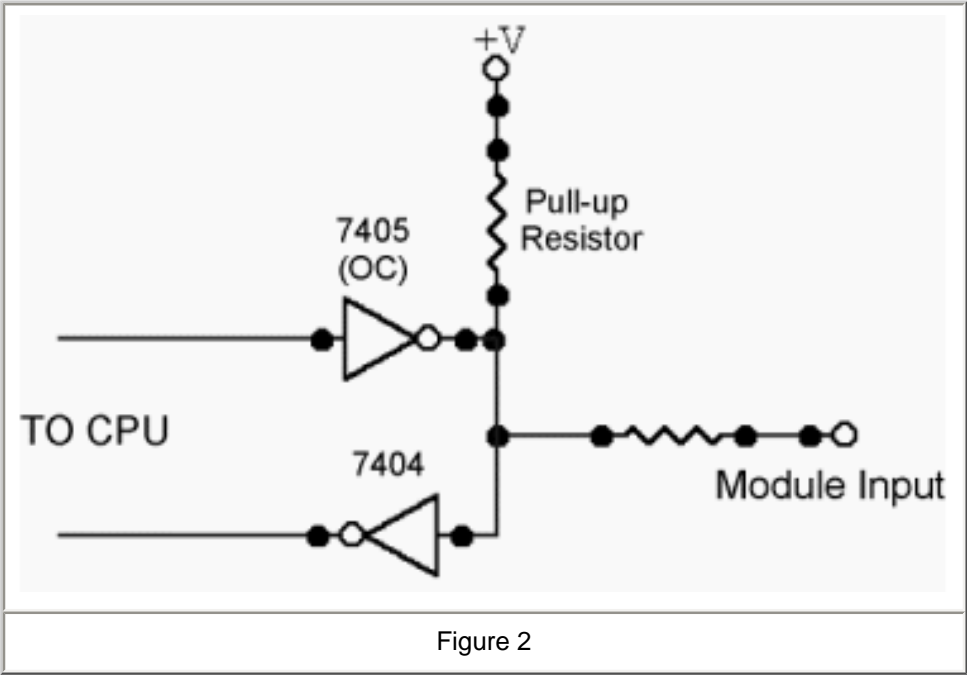 +V
Pull-up
Resistor
7405
(OC)
TO CPU
7404
Module Input
Figure 2